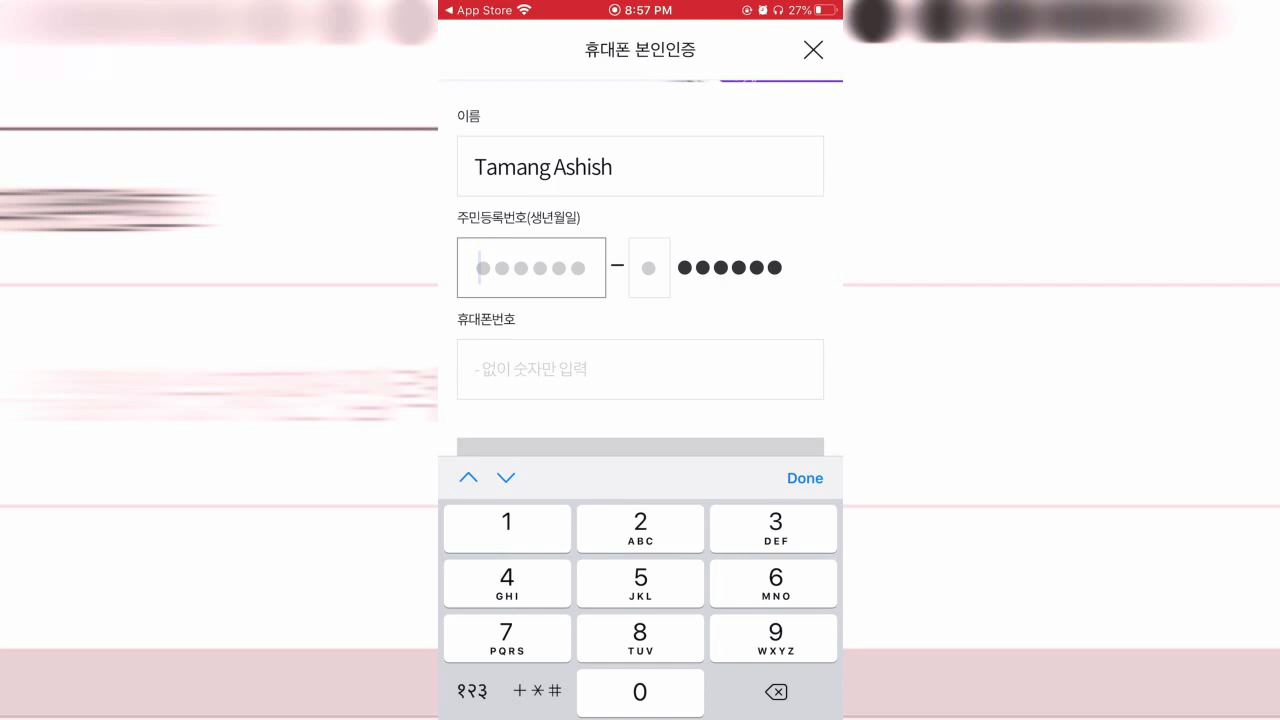 App Store 8:57 PM 27%
휴대폰 본인인증
이름
Tamang Ashish
주민등록번호(생년월일)
휴대폰번호
- 없이 숫자만 입력
Done
1 2 3
ABC DEF
4 5 6
GHI JKL MNO
7 8 9
PQRS TUV WXYZ
१२३ + * # 0